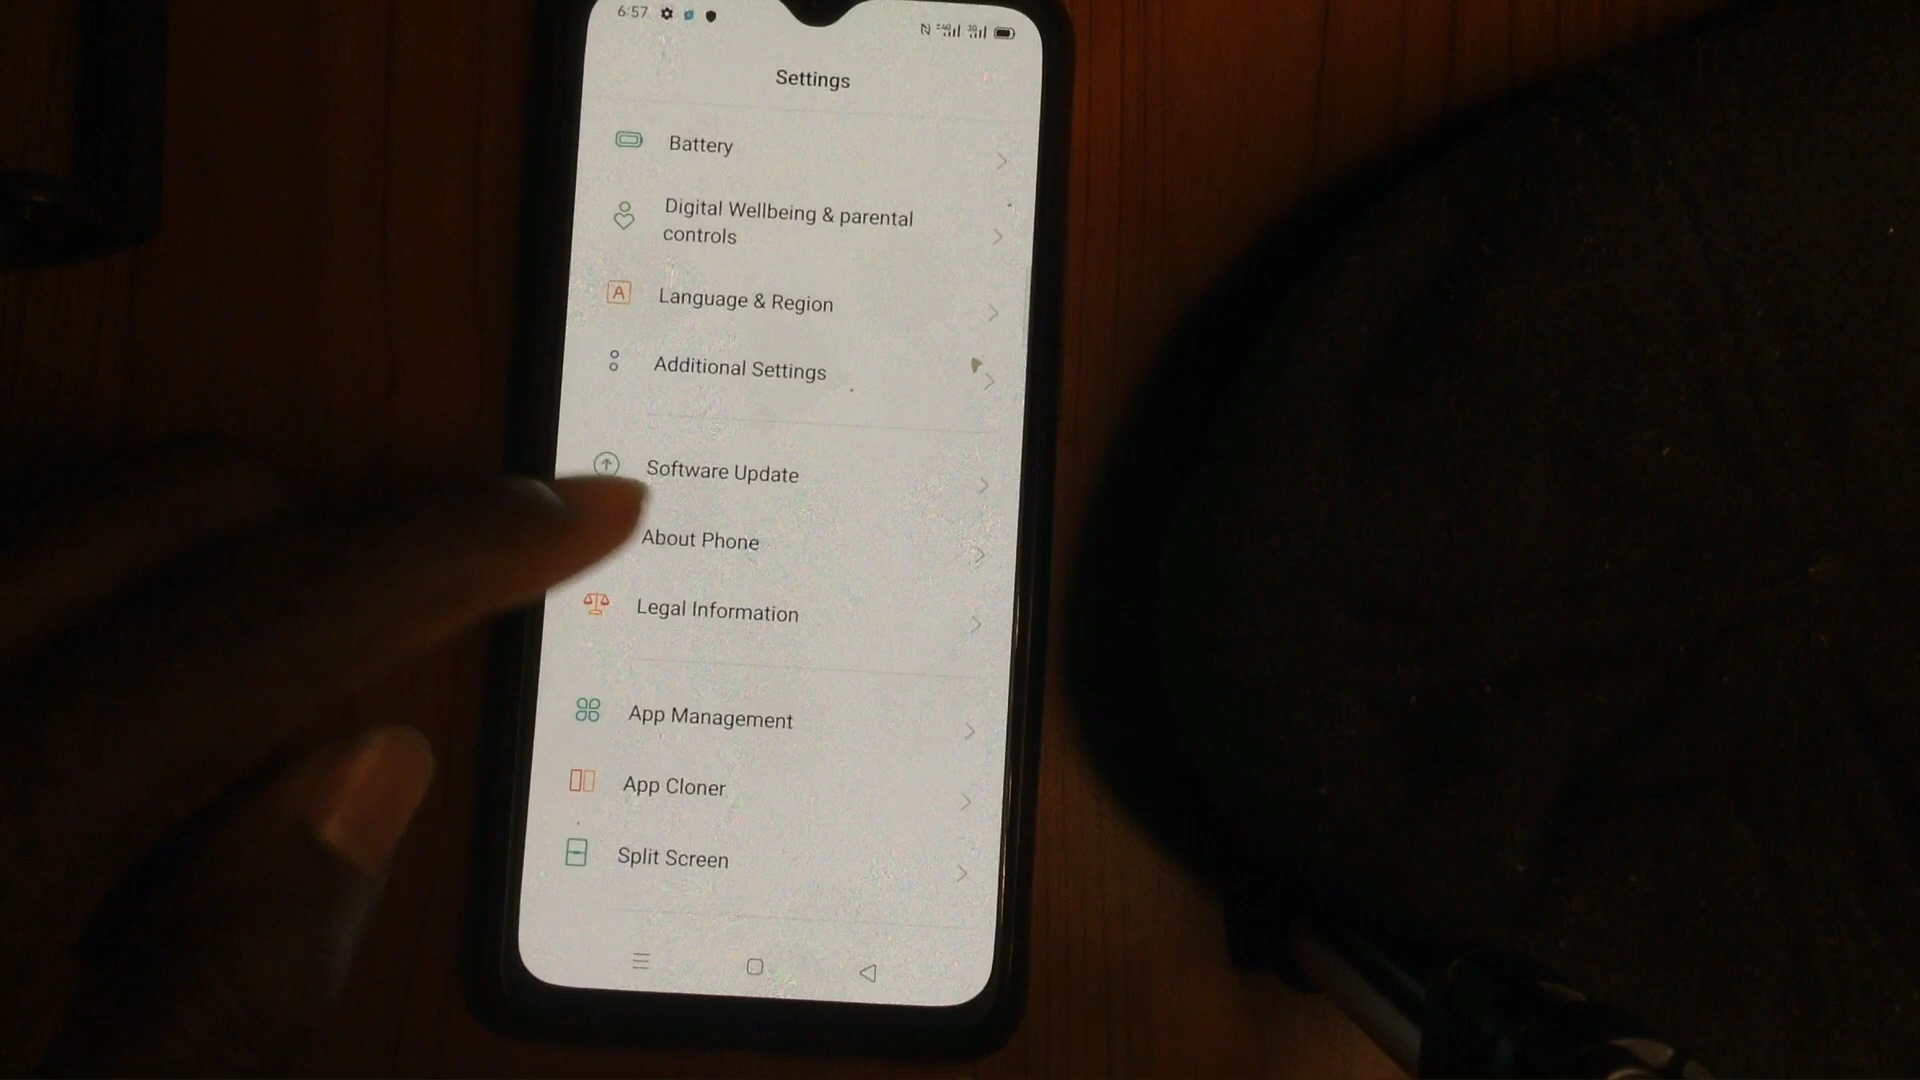 6:57
Settings
Battery
Digital Wellbeing & parental
controls
Language & Region
A
Additional Settings
Software Update
About Phone
Legal Information
App Management
App Cloner
Split Screen